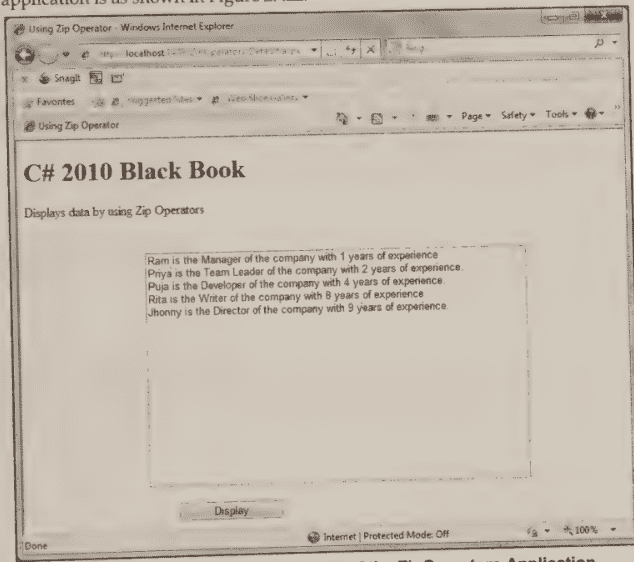 application is as shown in Figure
Using Zip Operator - Windows Internet Explorer
localhost
Snagit
Favorites Suggested Sites
Using Zip Operator
Page Safety Tools
C# 2010 Black Book
Displays data by using Zip Operators
Ram is the Manager of the company with 1 years of experience
Priya is the Team Leader of the company with 2 years of experience.
Puja is the Developer of the company with 4 years of experience.
Rita is the Writer of the company with 8 years of experience
Jhonny is the Director of the company with 9 years of experience.
Display
Done
Internet | Protected Mode: Off
100%
Application